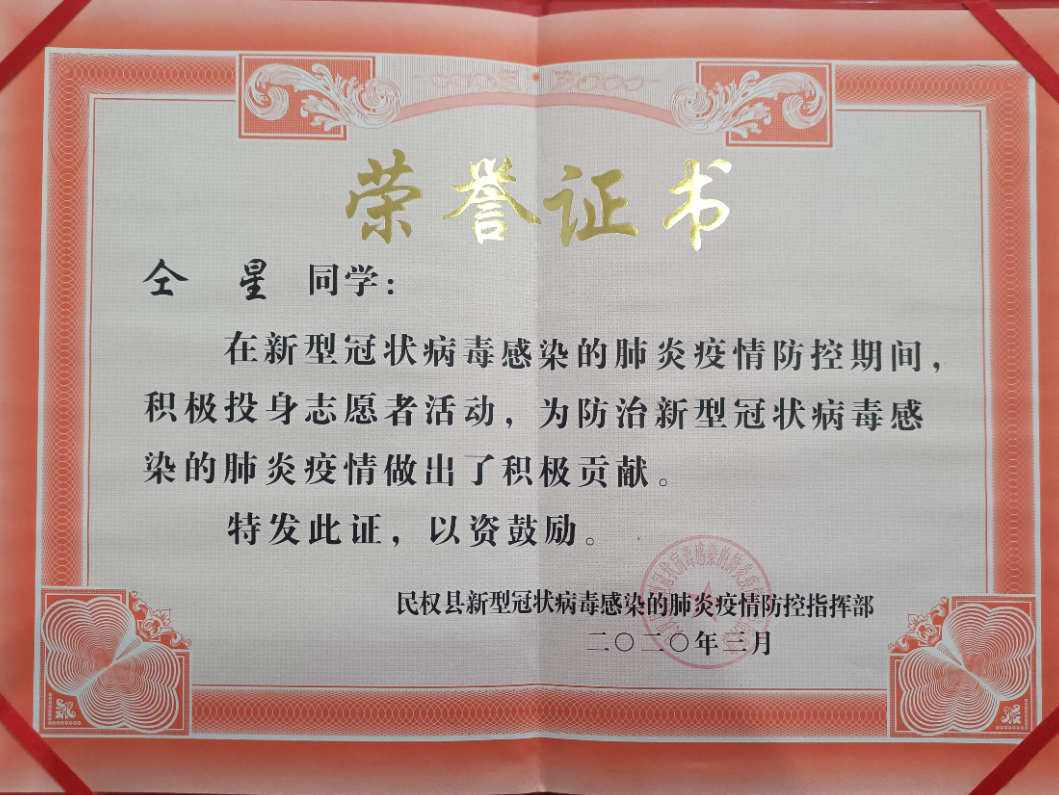 荣誉证书
仝 星 同学：
在新型冠状病毒感染的肺炎疫情防控期间，
积极投身志愿者活动，为防治新型冠状病毒感
染的肺炎疫情做出了积极贡献。
特发此证，以资鼓励。
民权县新型冠状病毒感染的肺炎疫情防控指挥部
二〇二〇年三月